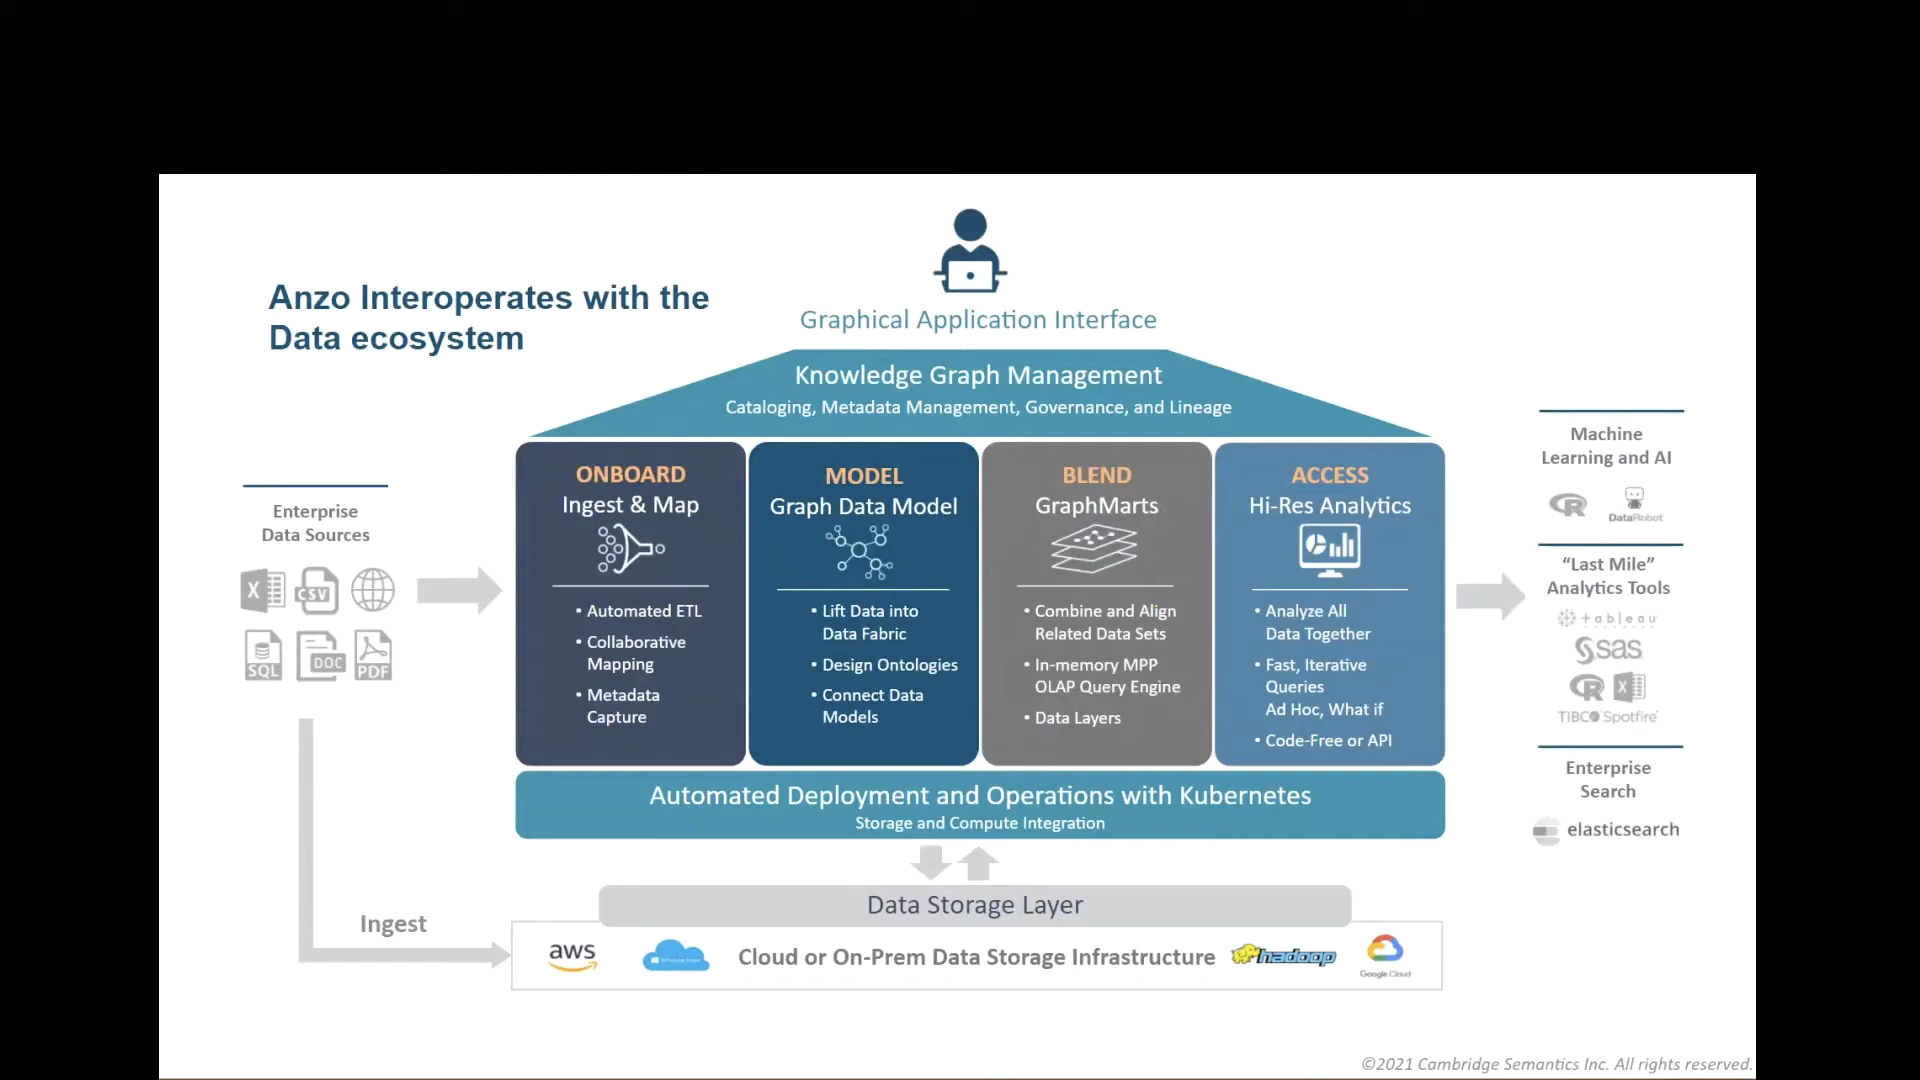 Anzo Interoperates with the
Data ecosystem
Graphical Application Interface
Knowledge Graph Management
Cataloging, Metadata Management, Governance, and Lineage
Enterprise
Data Sources
X
CSV
SQL
DOC
PDF
ONBOARD
Ingest & Map
• Automated ETL
• Collaborative
Mapping
• Metadata
Capture
MODEL
Graph Data Model
• Lift Data into
Data Fabric
• Design Ontologies
• Connect Data
Models
BLEND
GraphMarts
• Combine and Align
Related Data Sets
• In-memory MPP
OLAP Query Engine
• Data Layers
ACCESS
Hi-Res Analytics
• Analyze All
Data Together
• Fast, Iterative
Queries
Ad Hoc, What if
• Code-Free or API
Machine
Learning and AI
R
DataRobot
“Last Mile”
Analytics Tools
+ableau
sas
R X
TIBCO Spotfire
Enterprise
Search
elasticsearch
Automated Deployment and Operations with Kubernetes
Storage and Compute Integration
Data Storage Layer
Ingest
aws
Cloud or On-Prem Data Storage Infrastructure
hadoop
Google Cloud
©2021 Cambridge Semantics Inc. All rights reserved.